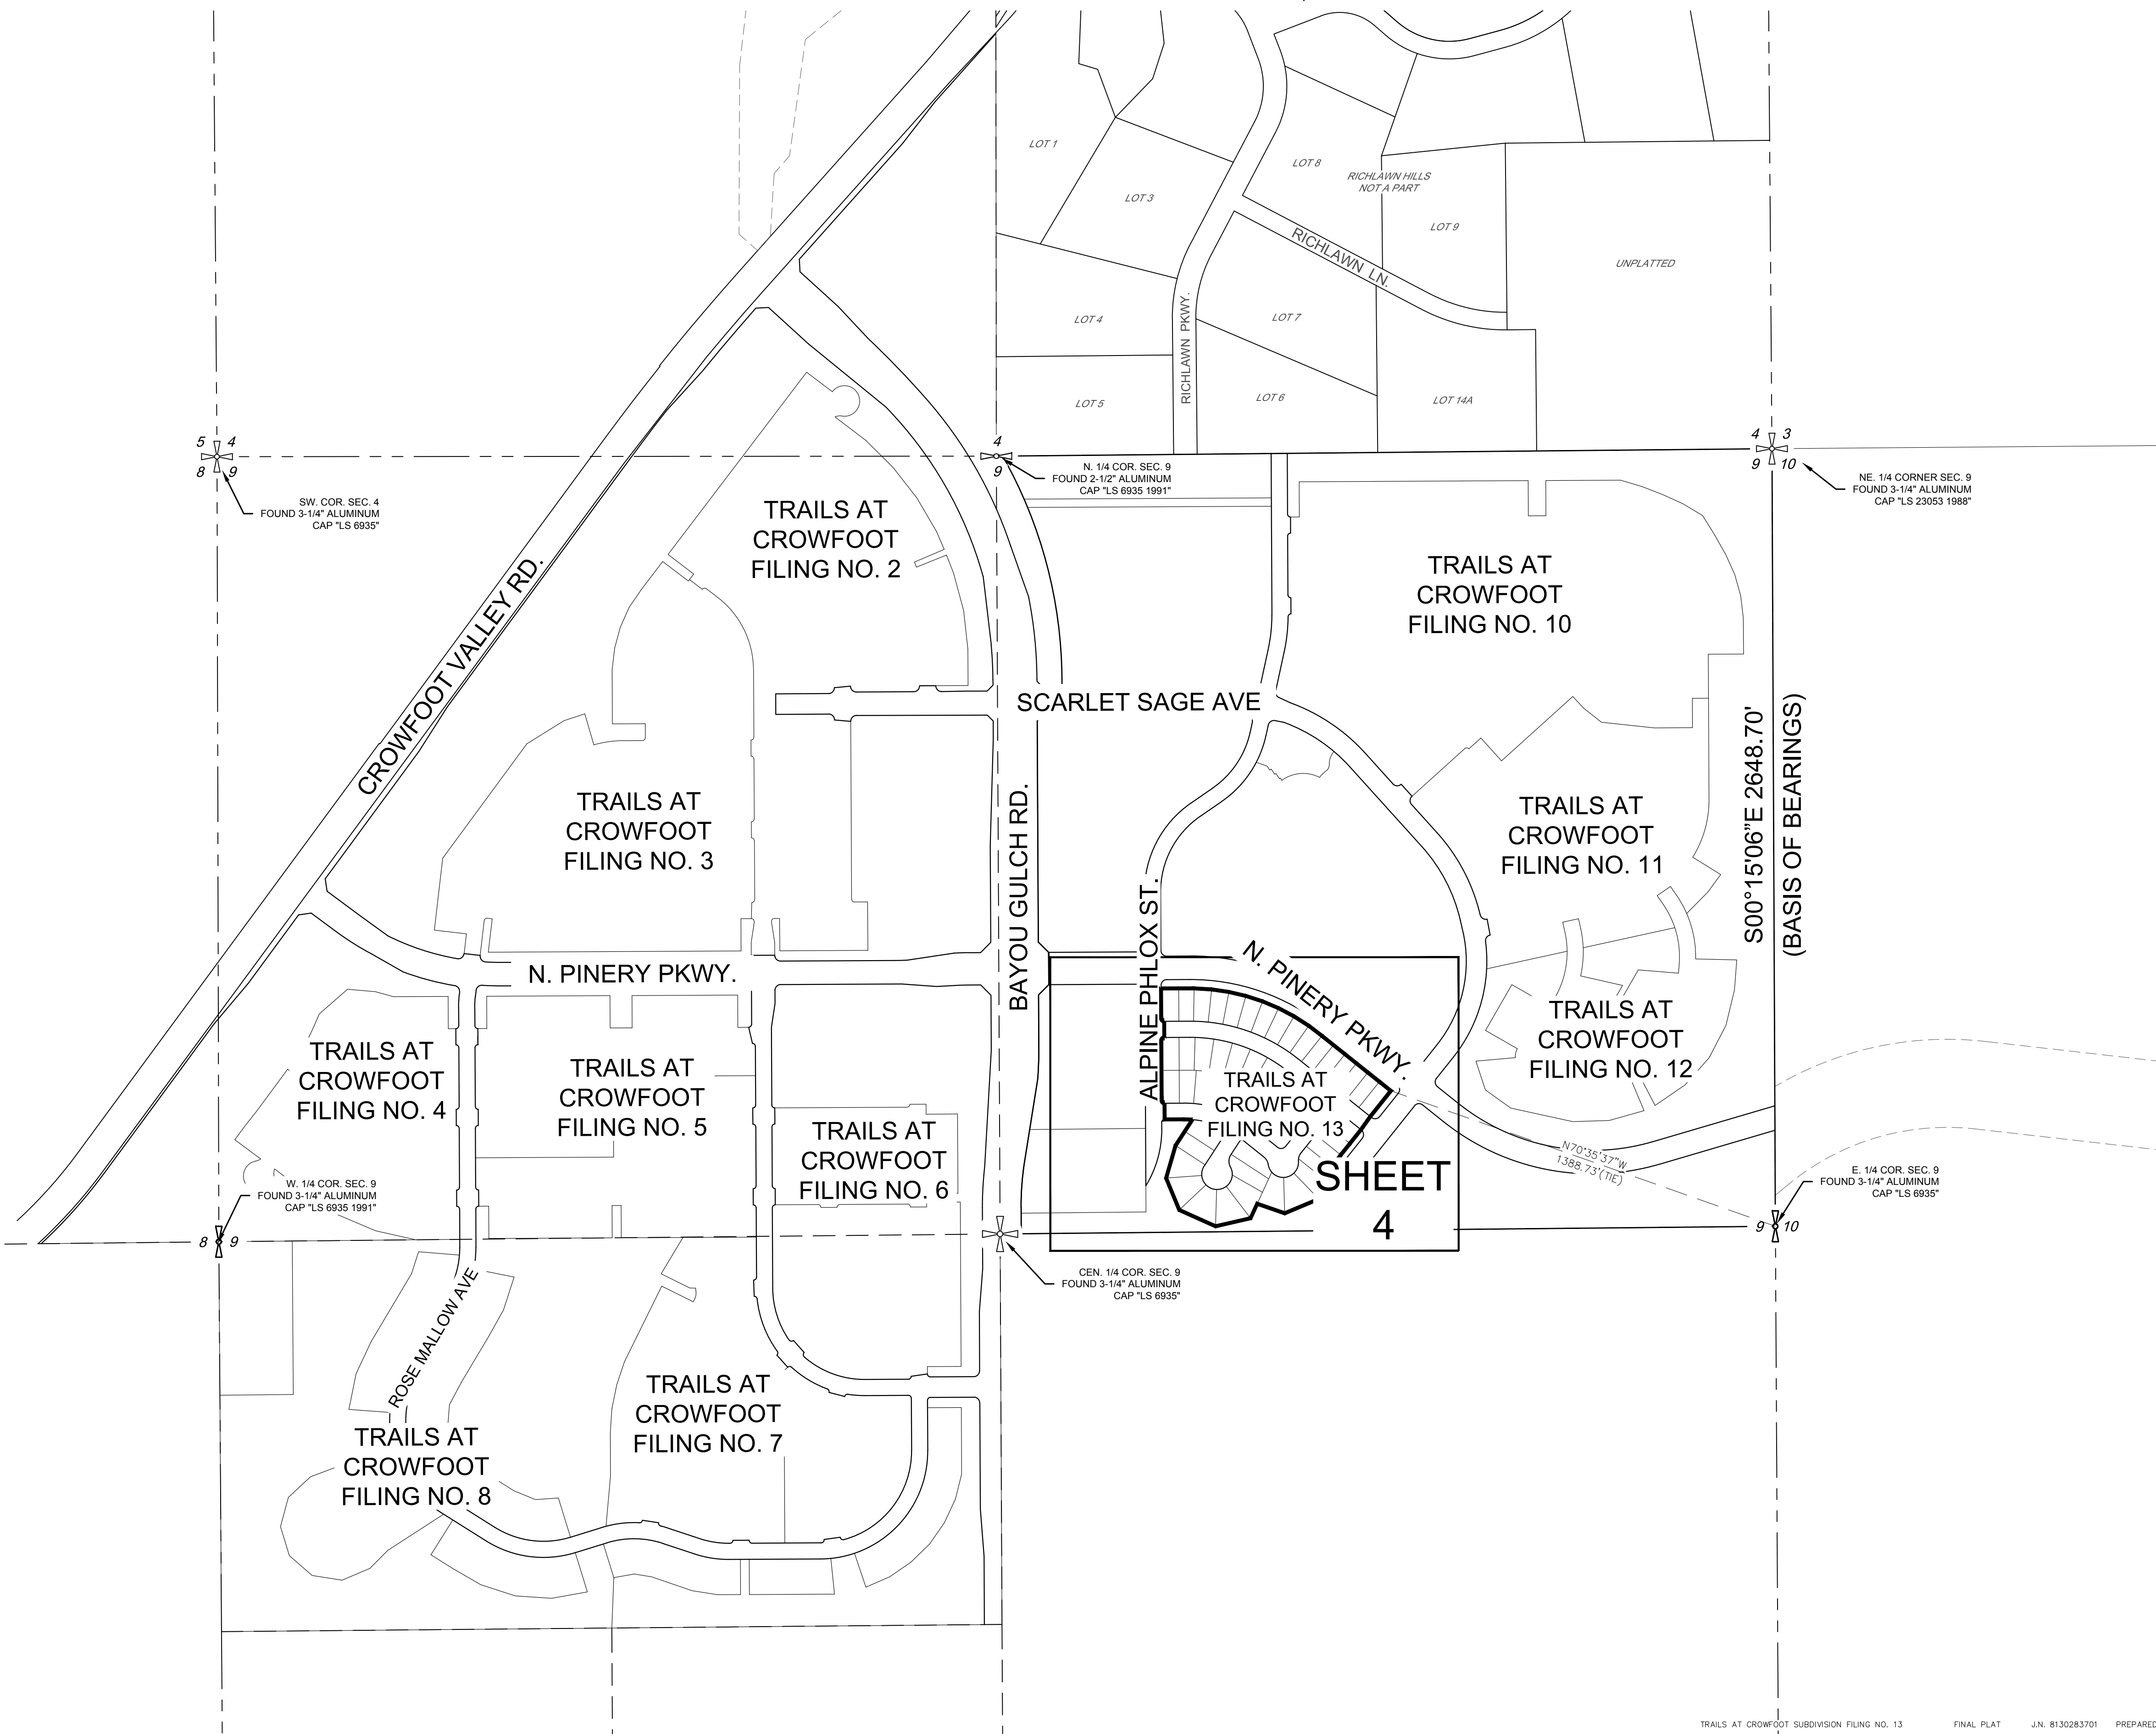 LOT 1
LOT 3
LOT 8
RICHLAWN HILLS
NOT A PART
LOT 9
RICHLAWN LN.
UNPLATTED
LOT 4
LOT 7
RICHLAWN PKWY.
LOT 5
LOT 6
LOT 14A
5 4
8 9
4
9
4 3
9 10
SW. COR. SEC. 4
FOUND 3-1/4" ALUMINUM
CAP "LS 6935"
N. 1/4 COR. SEC. 9
FOUND 2-1/2" ALUMINUM
CAP "LS 6935 1991"
NE. 1/4 CORNER SEC. 9
FOUND 3-1/4" ALUMINUM
CAP "LS 23053 1988"
TRAILS AT
CROWFOOT
FILING NO. 2
TRAILS AT
CROWFOOT
FILING NO. 10
CROWFOOT VALLEY RD.
SCARLET SAGE AVE
S00°15'06"E 2648.70'
(BASIS OF BEARINGS)
TRAILS AT
CROWFOOT
FILING NO. 3
TRAILS AT
CROWFOOT
FILING NO. 11
BAYOU GULCH RD.
ALPINE PHLOX ST.
N. PINERY PKWY.
N. PINERY PKWY.
TRAILS AT
CROWFOOT
FILING NO. 4
TRAILS AT
CROWFOOT
FILING NO. 5
TRAILS AT
CROWFOOT
FILING NO. 6
TRAILS AT
CROWFOOT
FILING NO. 13
TRAILS AT
CROWFOOT
FILING NO. 12
SHEET
4
N70°35'37"W
1388.73'(TIE)
W. 1/4 COR. SEC. 9
FOUND 3-1/4" ALUMINUM
CAP "LS 6935 1991"
8 9
E. 1/4 COR. SEC. 9
FOUND 3-1/4" ALUMINUM
CAP "LS 6935"
9 10
CEN. 1/4 COR. SEC. 9
FOUND 3-1/4" ALUMINUM
CAP "LS 6935"
ROSE MALLOW AVE
TRAILS AT
CROWFOOT
FILING NO. 7
TRAILS AT
CROWFOOT
FILING NO. 8
TRAILS AT CROWFOOT SUBDIVISION FILING NO. 13 FINAL PLAT J.N. 8130283701 PREPARED